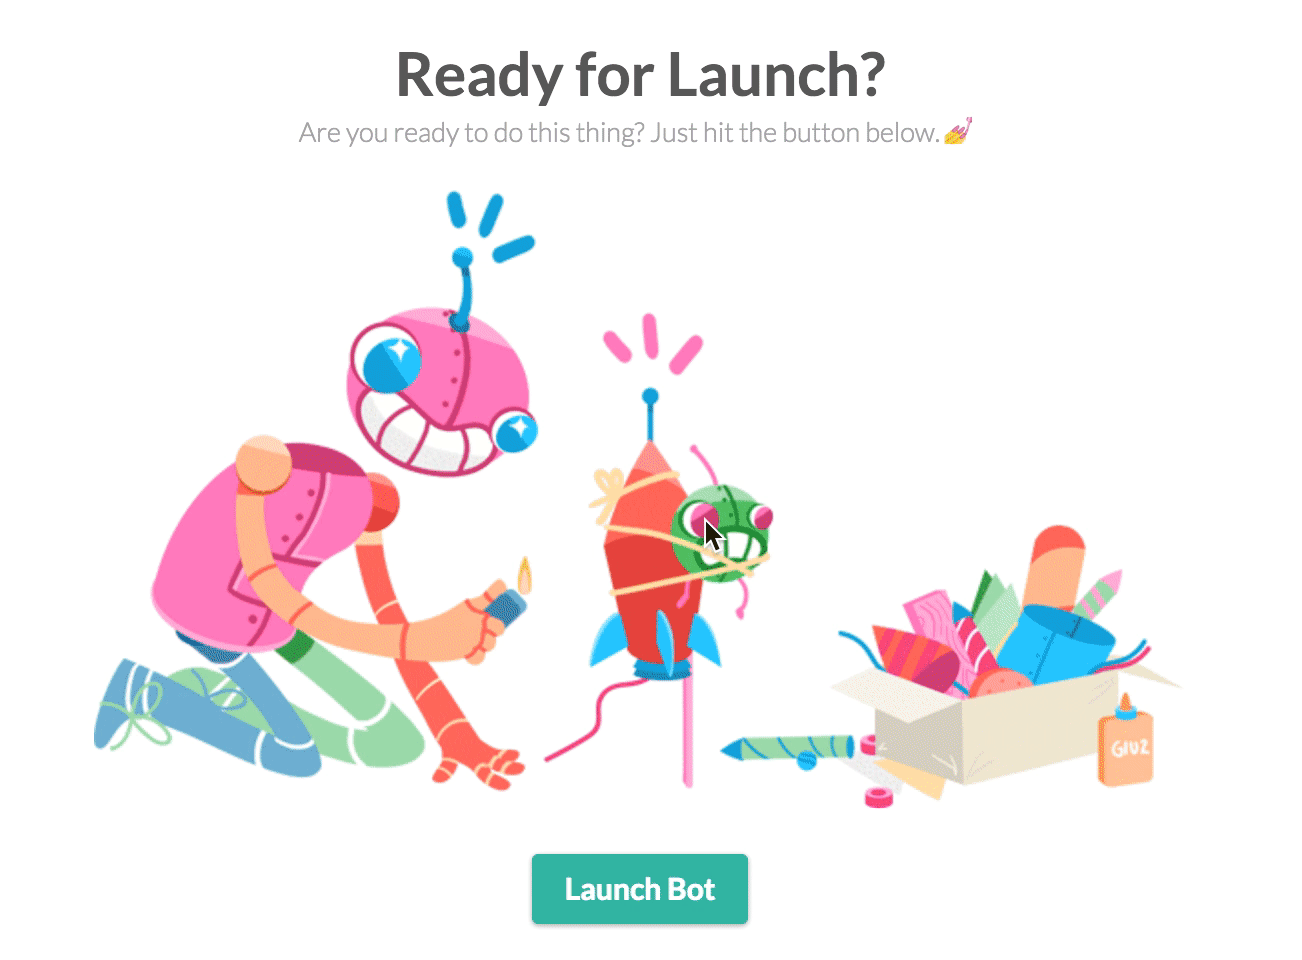 Ready for Launch?
Are you ready to do this thing? Just hit the button below. 💅
GlUZ
Launch Bot